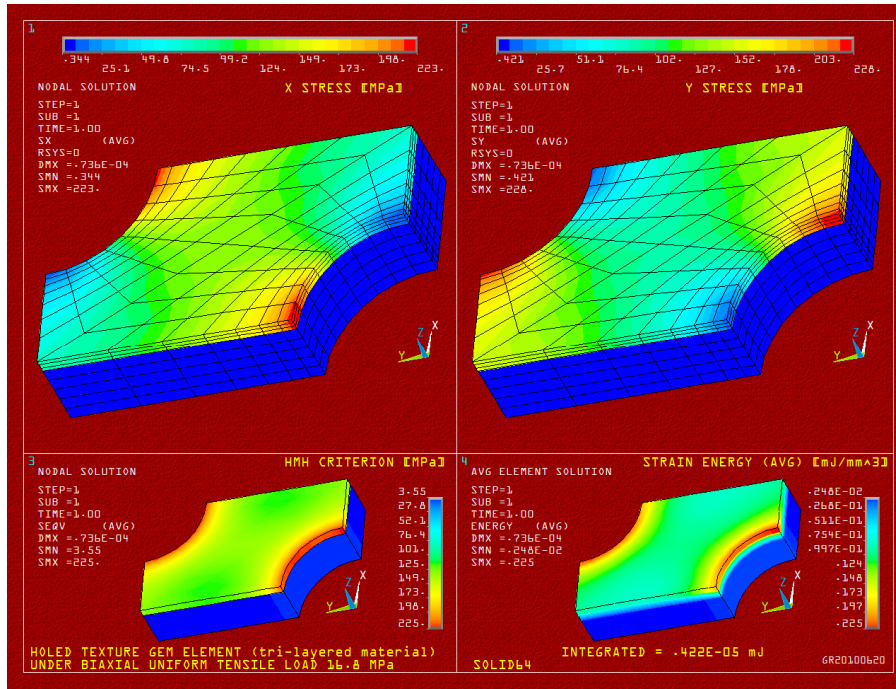 1
.344 49.8 99.2 149. 198.
25.1 74.5 124. 173. 223.
NODAL SOLUTION
X STRESS [MPa]
STEP=1
SUB =1
TIME=1.00
SX (AVG)
RSYS=0
DMX =.736E-04
SMN =.344
SMX =223.
X
Z
Y
2
.421 51.1 102. 152. 203.
25.7 76.4 127. 178. 228.
NODAL SOLUTION
Y STRESS [MPa]
STEP=1
SUB =1
TIME=1.00
SY (AVG)
RSYS=0
DMX =.736E-04
SMN =.421
SMX =228.
X
Z
Y
3
HMH CRITERION [MPa]
NODAL SOLUTION
STEP=1
SUB =1
TIME=1.00
SEQV (AVG)
DMX =.736E-04
SMN =3.55
SMX =225.
3.55
27.8
52.1
76.4
101.
125.
149.
173.
198.
225.
X
Z
Y
HOLED TEXTURE GEM ELEMENT (tri-layered material)
UNDER BIAXIAL UNIFORM TENSILE LOAD 16.8 MPa
4
STRAIN ENERGY (AVG) [mJ/mm^3]
AVG ELEMENT SOLUTION
STEP=1
SUB =1
TIME=1.00
ENERGY (AVG)
DMX =.736E-04
SMN =.248E-02
SMX =.225
.248E-02
.268E-01
.511E-01
.754E-01
.997E-01
.124
.148
.173
.197
.225
X
Z
Y
INTEGRATED = .422E-05 mJ
SOLID64
GR20100620